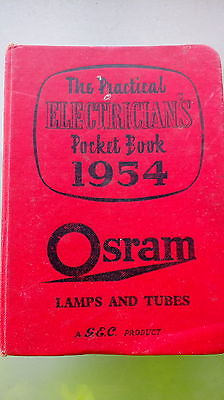 The Practical
ELECTRICIAN'S
Pocket Book
1954
Osram
LAMPS AND TUBES
A G.E.C. PRODUCT